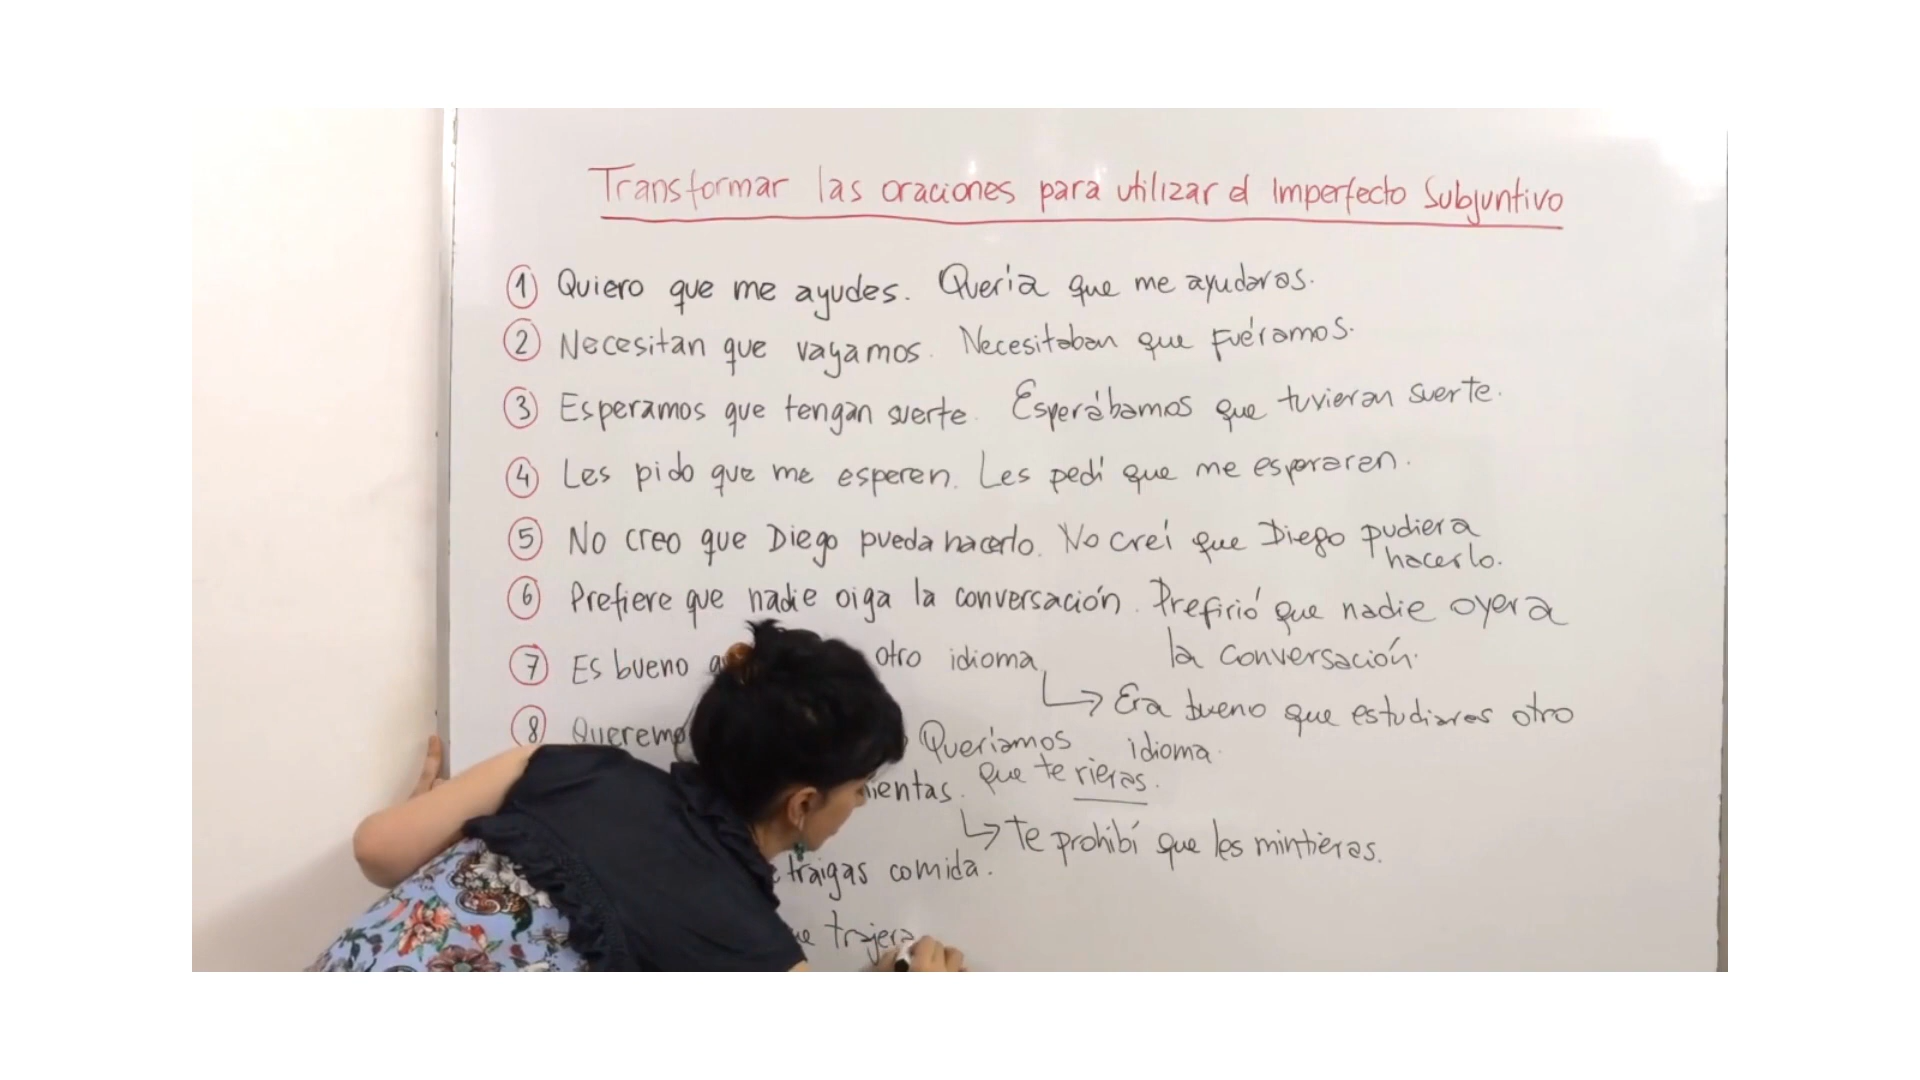 Transformar las oraciones para utilizar el Imperfecto Subjuntivo
1 Quiero que me ayudes. Quería que me ayudaras.
2 Necesitan que vayamos. Necesitaban que fuéramos.
3 Esperamos que tengan suerte. Esperábamos que tuvieran suerte.
4 Les pido que me esperen. Les pedí que me esperaran.
5 No creo que Diego pueda hacerlo. No creí que Diego pudiera
hacerlo.
6 Prefiere que nadie oiga la conversación. Prefirió que nadie oyera
la conversación.
7 Es bueno otro idioma
→ Era bueno que estudiaras otro
idioma.
8 Queríamos
que te rieras.
→ Te prohibí que les mintieras.
traigas comida.
trajera